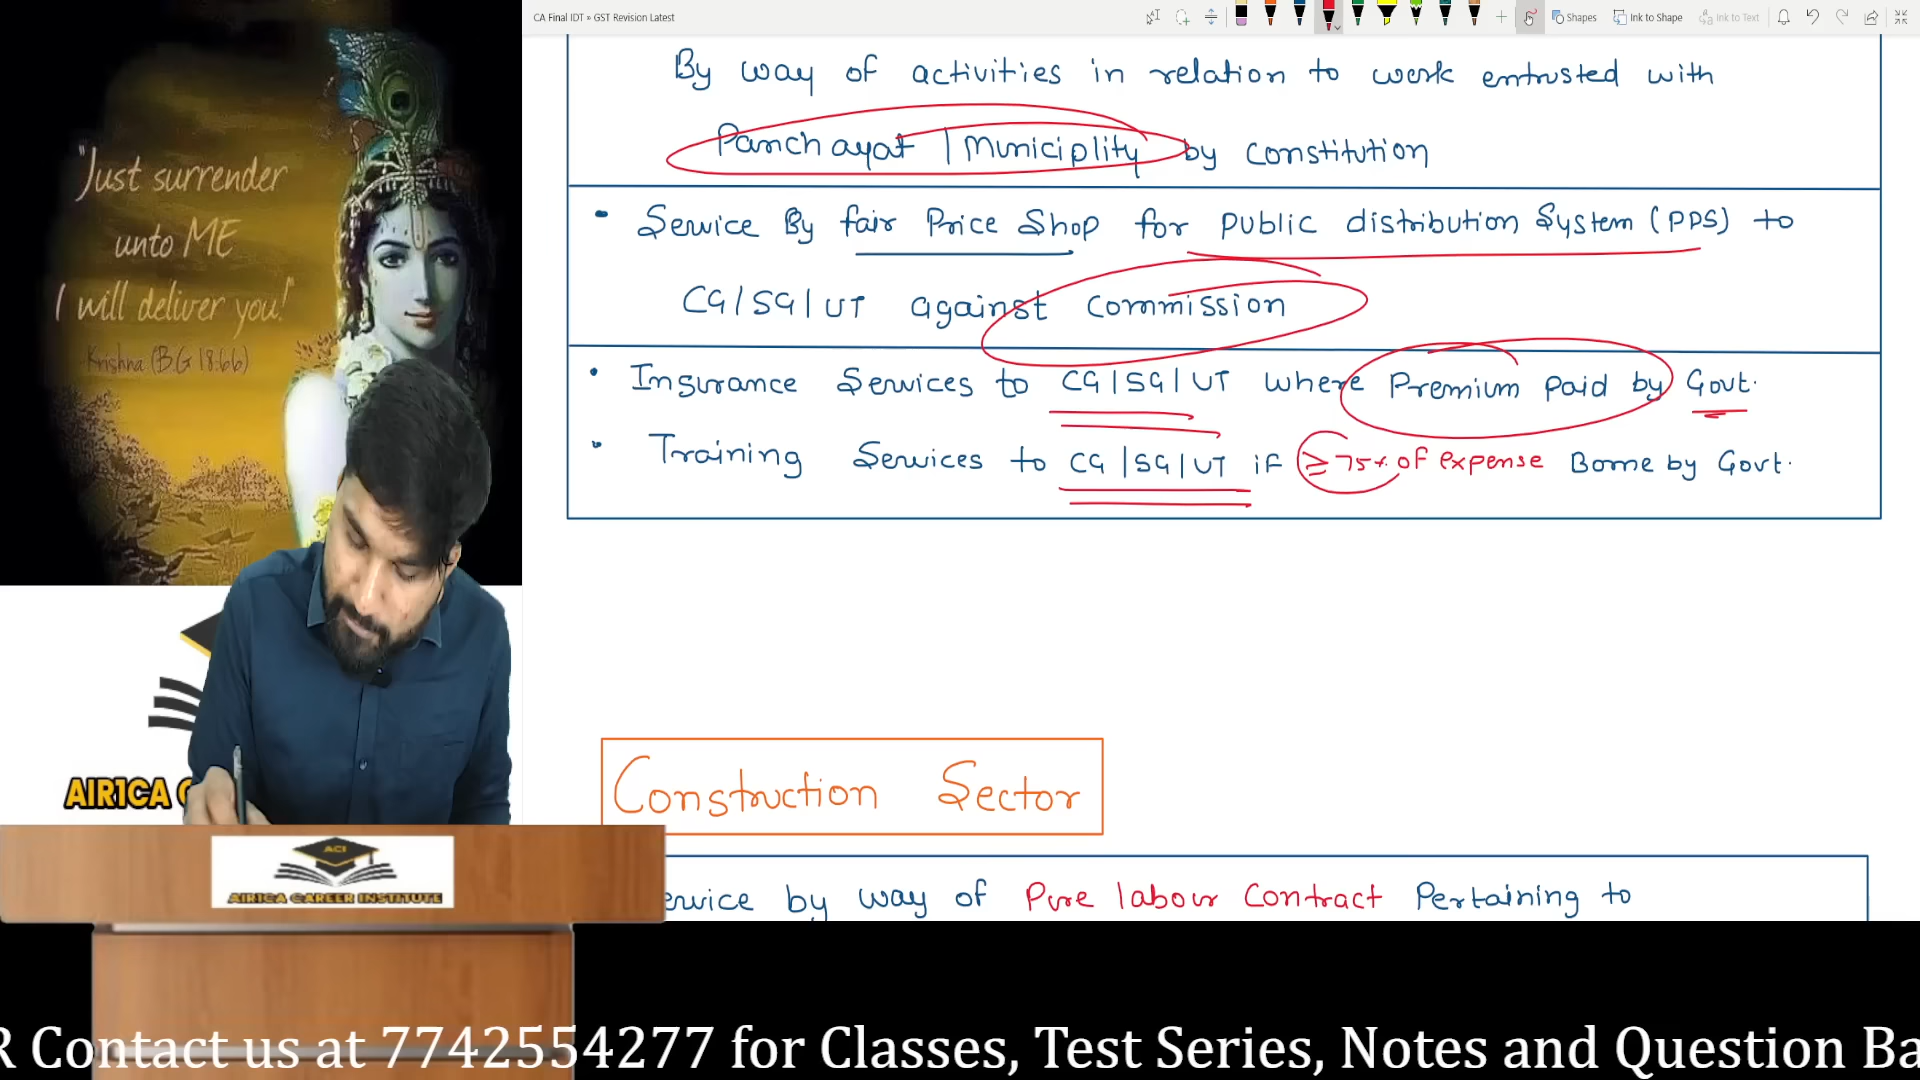 CA Final IDT » GST Revision Latest
Shapes
Ink to Shape
Ink to Text
By way of activities in relation to work entrusted with
Panchayat | Municiplity by constitution
• Service By fair Price Shop for public distribution System (PDS) to
CG/SG/UT against Commission
• Insurance Services to CG/SG/UT where Premium Paid by Govt.
• Training Services to CG/SG/UT if ≥75% of expense Borne by Govt.
Construction Sector
ervice by way of Pure labour Contract Pertaining to
"Just surrender
unto ME
I will deliver you!"
Krishna (B.G 18:66)
AIR1CA C
ACI
AIR1CA CAREER INSTITUTE
R Contact us at 7742554277 for Classes, Test Series, Notes and Question Ba